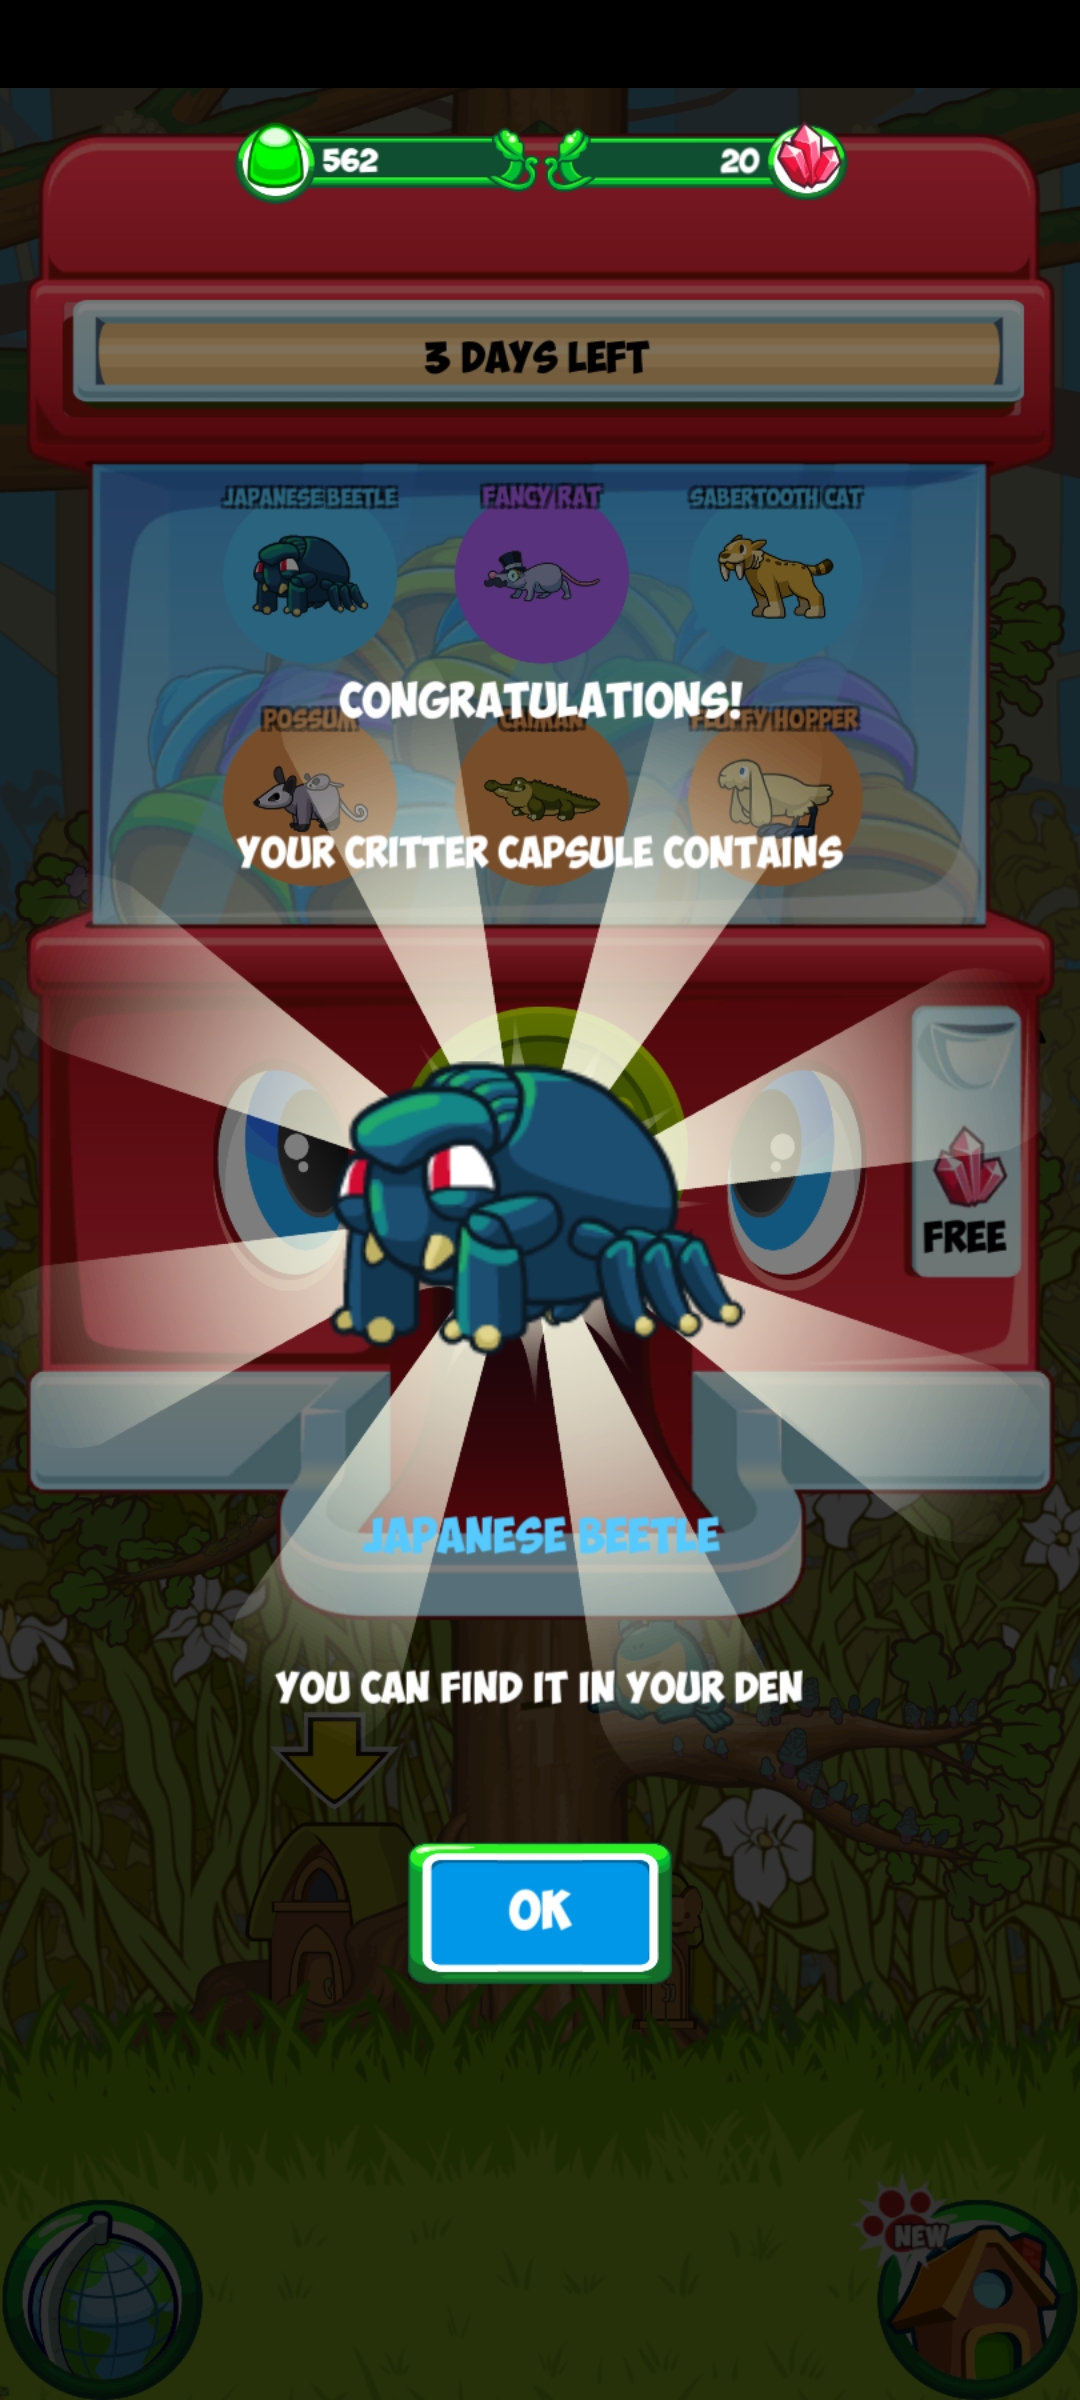 562
20
3 DAYS LEFT
JAPANESE BEETLE
FANCY RAT
SABERTOOTH CAT
CONGRATULATIONS!
POSSUM
CAIMAN
FLUFFY HOPPER
YOUR CRITTER CAPSULE CONTAINS
FREE
JAPANESE BEETLE
YOU CAN FIND IT IN YOUR DEN
OK
NEW